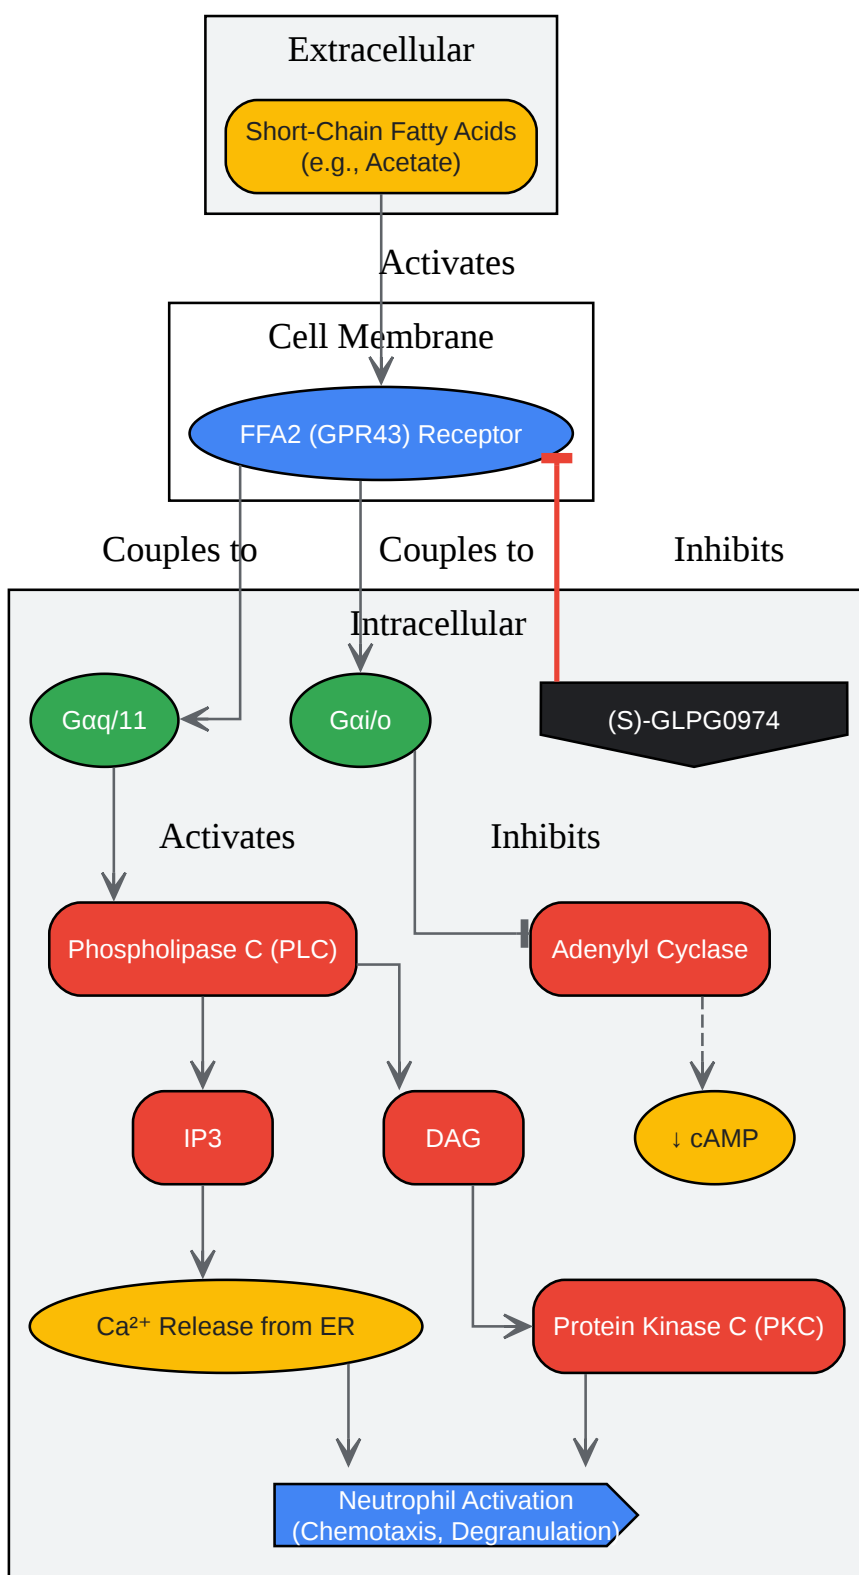 Extracellular
Short-Chain Fatty Acids
(e.g., Acetate)
Activates
Cell Membrane
FFA2 (GPR43) Receptor
Couples to
Couples to
Inhibits
Intracellular
Gαq/11
Gαi/o
(S)-GLPG0974
Activates
Inhibits
Phospholipase C (PLC)
Adenylyl Cyclase
IP3
DAG
↓ cAMP
Ca²⁺ Release from ER
Protein Kinase C (PKC)
Neutrophil Activation
(Chemotaxis, Degranulation)